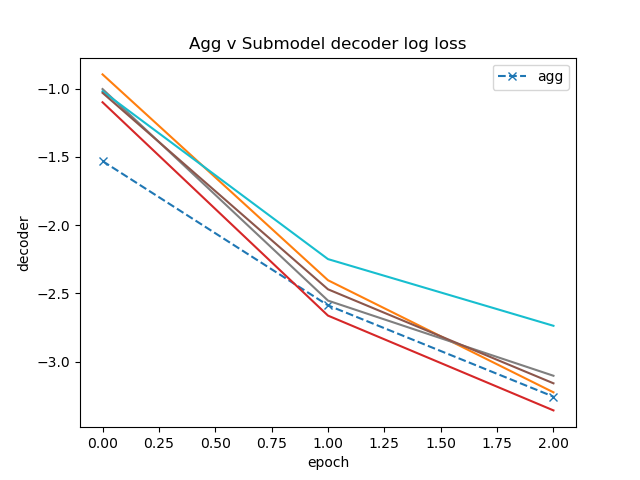 Agg v Submodel decoder log loss
agg
−1.0
−1.5
−2.0
−2.5
−3.0
decoder
0.00 0.25 0.50 0.75 1.00 1.25 1.50 1.75 2.00
epoch